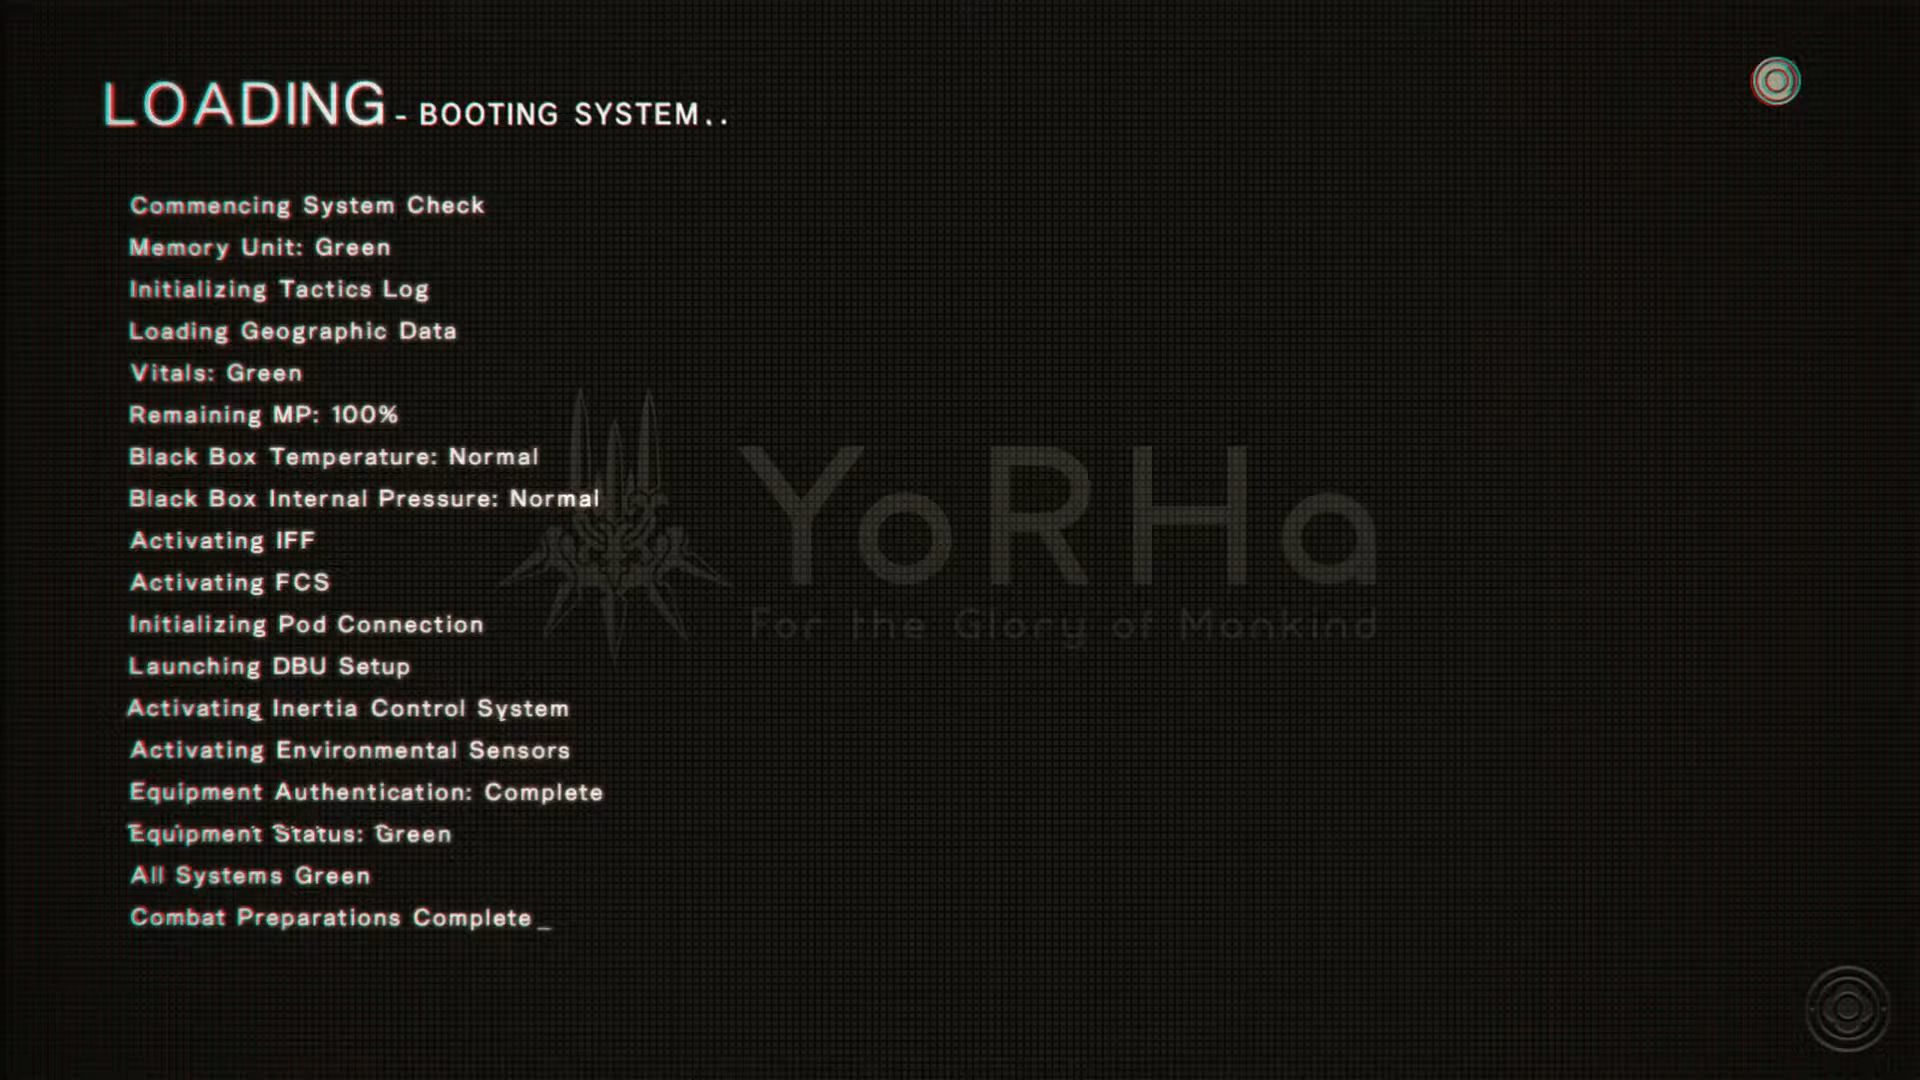 LOADING - BOOTING SYSTEM..
Commencing System Check
Memory Unit: Green
Initializing Tactics Log
Loading Geographic Data
Vitals: Green
Remaining MP: 100%
Black Box Temperature: Normal
Black Box Internal Pressure: Normal
Activating IFF
Activating FCS
Initializing Pod Connection
Launching DBU Setup
Activating Inertia Control System
Activating Environmental Sensors
Equipment Authentication: Complete
Equipment Status: Green
All Systems Green
Combat Preparations Complete _
YoRHa
For the Glory of Mankind